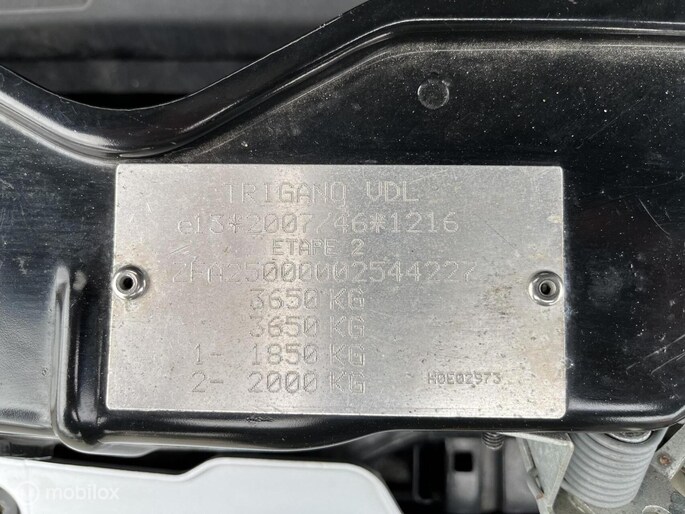 TRIGANO VDL
e13*2007/46*1216
ETAPE 2
3650 KG
3650 KG
1- 1850 KG
2- 2000 KG
H0E02973
mobilox